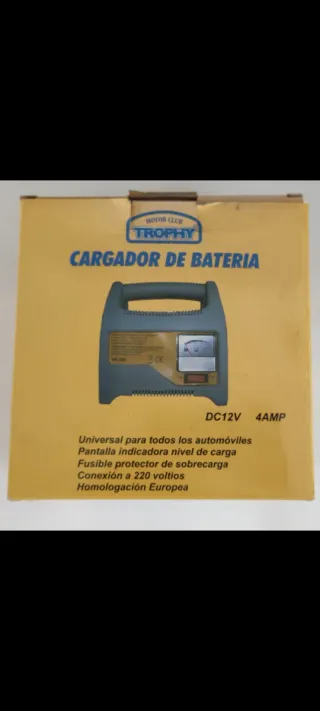 MOTOR CLUB
TROPHY
CARGADOR DE BATERIA
DC12V 4AMP
Universal para todos los automóviles
Pantalla indicadora nivel de carga
Fusible protector de sobrecarga
Conexión a 220 voltios
Homologación Europea